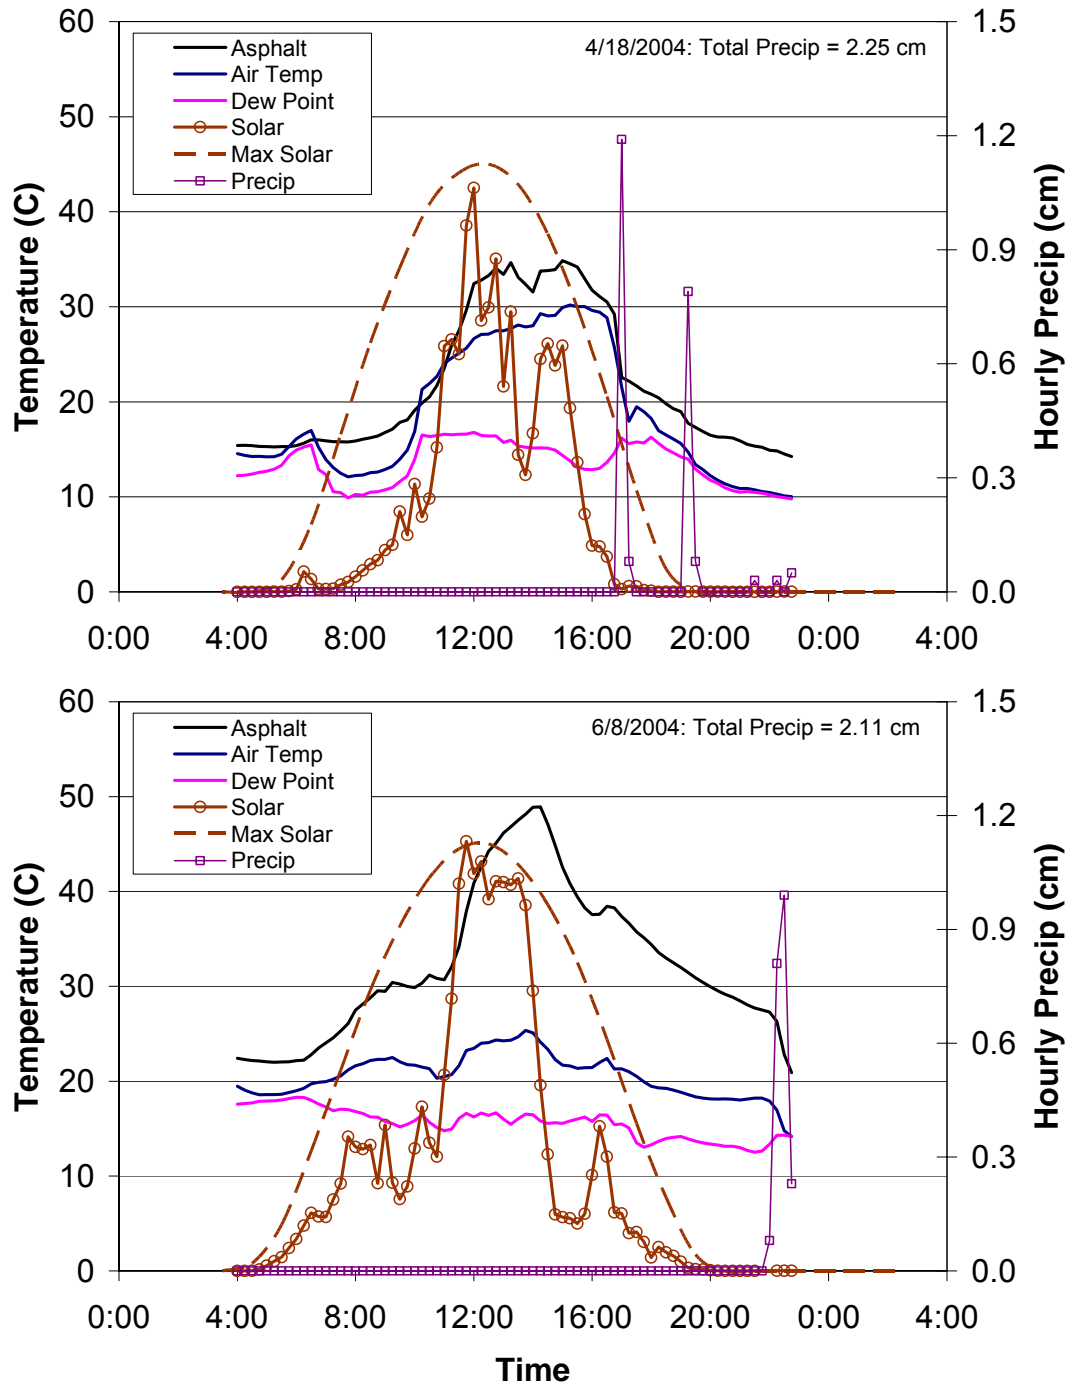 60
50
40
30
20
10
0
Temperature (C)
1.5
1.2
0.9
0.6
0.3
0.0
Hourly Precip (cm)
Asphalt
Air Temp
Dew Point
Solar
Max Solar
Precip
4/18/2004: Total Precip = 2.25 cm
0:00 4:00 8:00 12:00 16:00 20:00 0:00 4:00
60
50
40
30
20
10
0
Temperature (C)
1.5
1.2
0.9
0.6
0.3
0.0
Hourly Precip (cm)
Asphalt
Air Temp
Dew Point
Solar
Max Solar
Precip
6/8/2004: Total Precip = 2.11 cm
0:00 4:00 8:00 12:00 16:00 20:00 0:00 4:00
Time